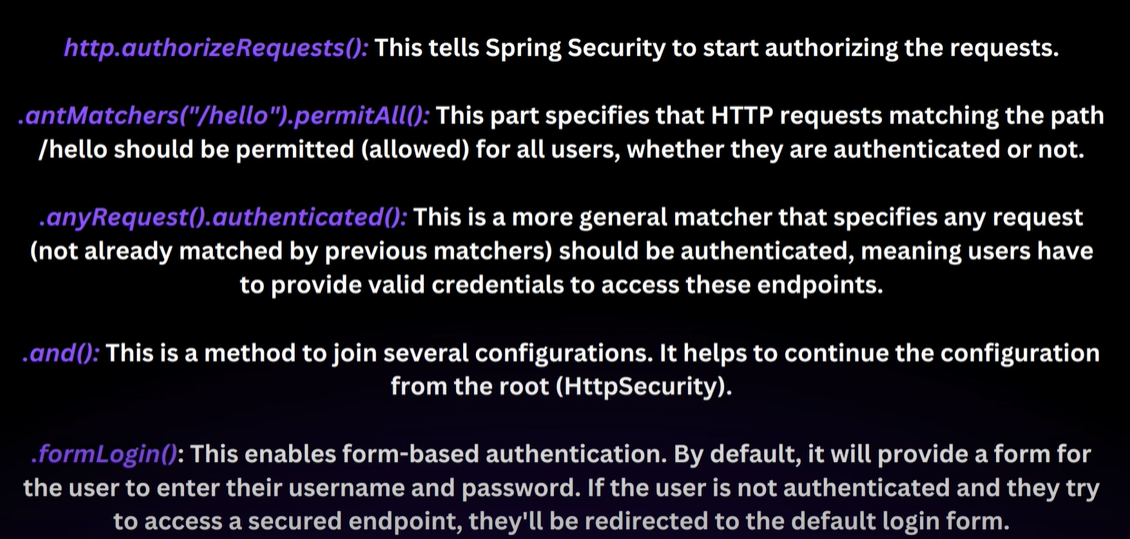 http.authorizeRequests(): This tells Spring Security to start authorizing the requests.
.antMatchers("/hello").permitAll(): This part specifies that HTTP requests matching the path
/hello should be permitted (allowed) for all users, whether they are authenticated or not.
.anyRequest().authenticated(): This is a more general matcher that specifies any request
(not already matched by previous matchers) should be authenticated, meaning users have
to provide valid credentials to access these endpoints.
.and(): This is a method to join several configurations. It helps to continue the configuration
from the root (HttpSecurity).
.formLogin(): This enables form-based authentication. By default, it will provide a form for
the user to enter their username and password. If the user is not authenticated and they try
to access a secured endpoint, they'll be redirected to the default login form.